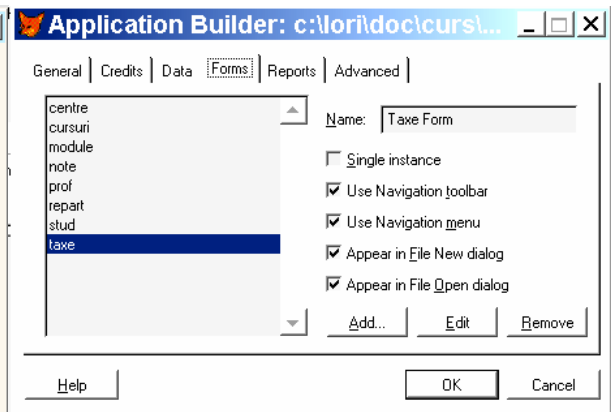 Application Builder: c:\lori\doc\curs\...
General Credits Data Forms Reports Advanced
centre
cursuri
module
note
prof
repart
stud
taxe
Name: Taxe Form
Single instance
Use Navigation toolbar
Use Navigation menu
Appear in File New dialog
Appear in File Open dialog
Add... Edit Remove
Help OK Cancel